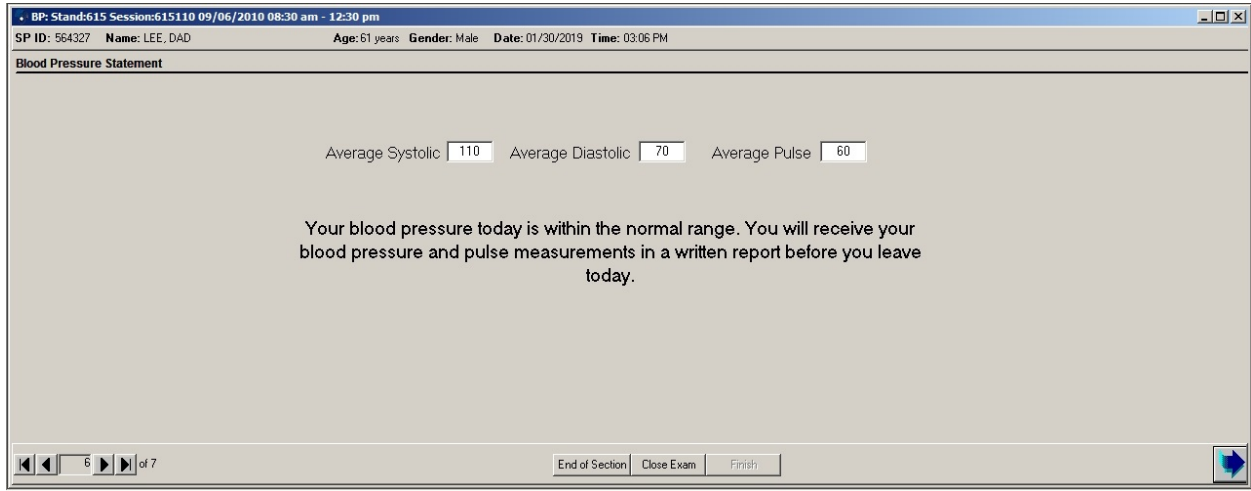 BP: Stand:615 Session:615110 09/06/2010 08:30 am - 12:30 pm
SP ID: 564327 Name: LEE, DAD Age: 61 years Gender: Male Date: 01/30/2019 Time: 03:06 PM
Blood Pressure Statement
Average Systolic 110 Average Diastolic 70 Average Pulse 60
Your blood pressure today is within the normal range. You will receive your
blood pressure and pulse measurements in a written report before you leave
today.
6 of 7 End of Section Close Exam Finish